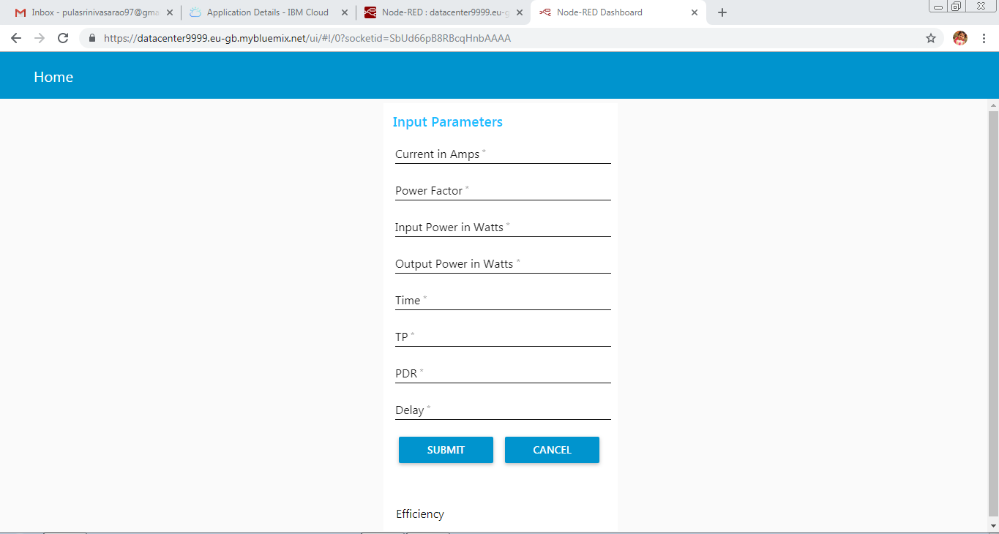 Inbox - pulasrinivasarao97@gma
Application Details - IBM Cloud
Node-RED : datacenter9999.eu-g
Node-RED Dashboard
https://datacenter9999.eu-gb.mybluemix.net/ui/#!/0?socketid=SbUd66pB8RBcqHnbAAAA
Home
Input Parameters
Current in Amps *
Power Factor *
Input Power in Watts *
Output Power in Watts *
Time *
TP *
PDR *
Delay *
SUBMIT CANCEL
Efficiency